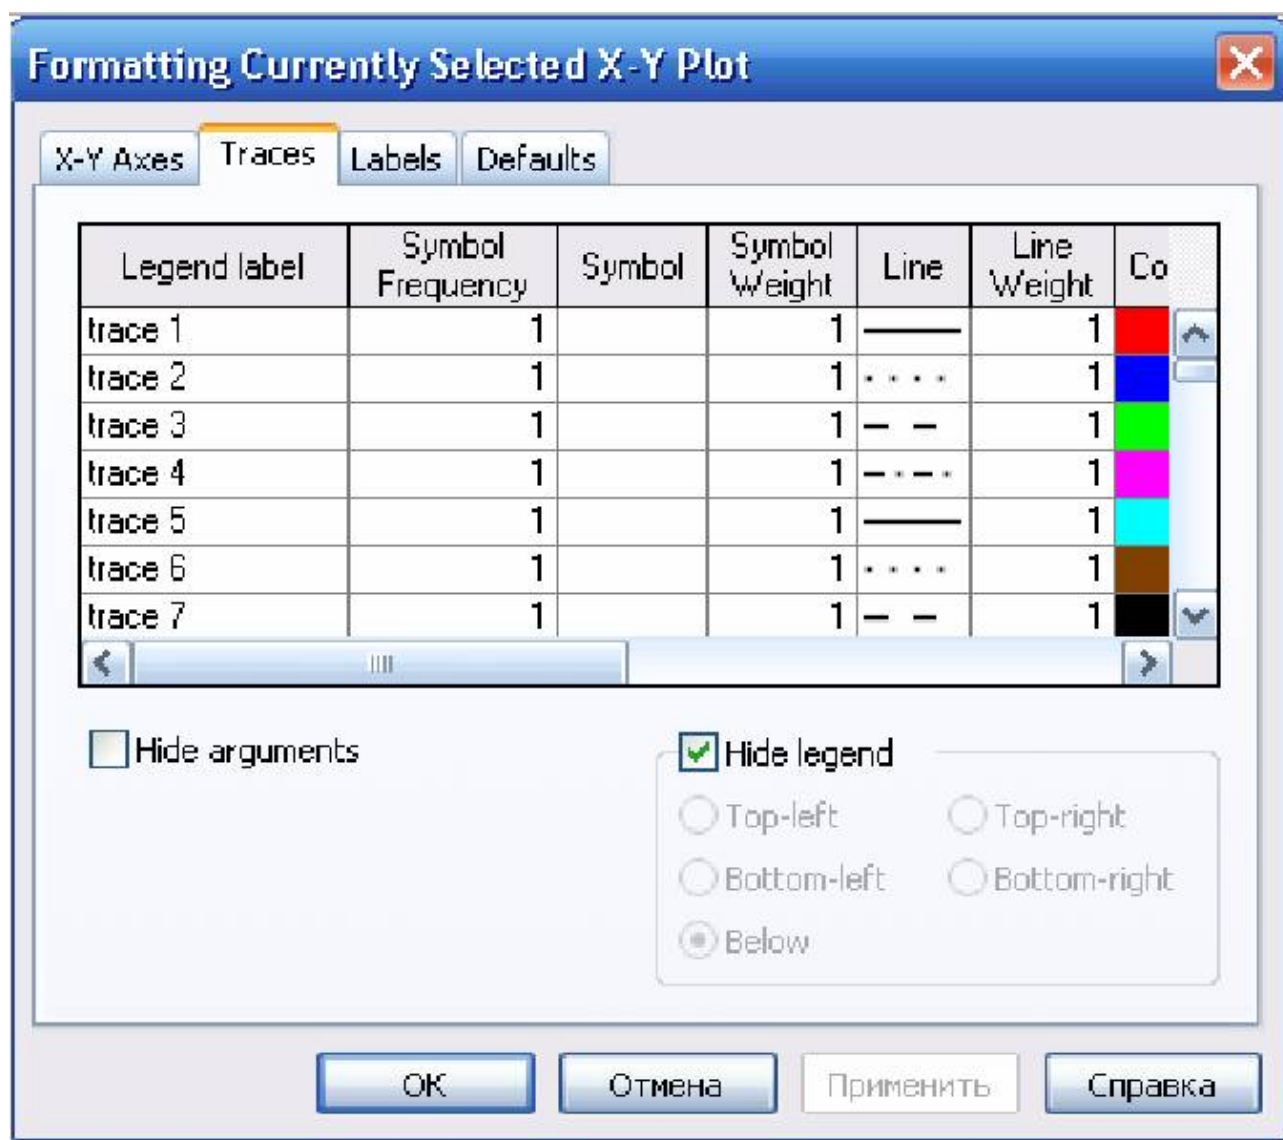 Formatting Currently Selected X-Y Plot
X-Y Axes Traces Labels Defaults
Legend label Symbol Frequency Symbol Symbol Weight Line Line Weight Co
trace 1 1 1 1
trace 2 1 1 1
trace 3 1 1 1
trace 4 1 1 1
trace 5 1 1 1
trace 6 1 1 1
trace 7 1 1 1
Hide arguments Hide legend
Top-left Top-right
Bottom-left Bottom-right
Below
OK Отмена Применить Справка